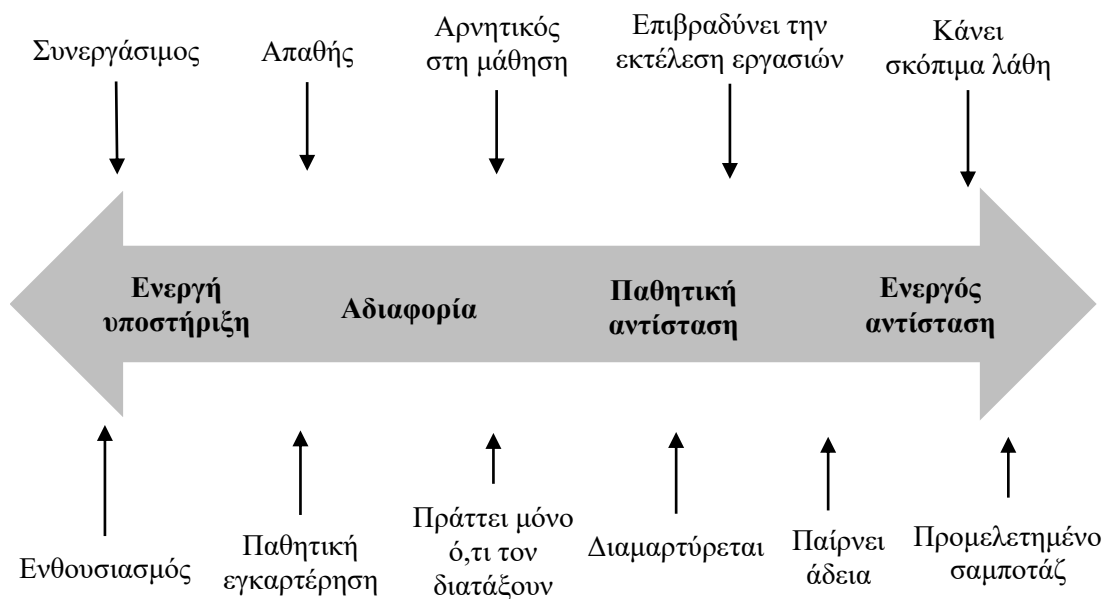 Συνεργάσιμος
Απαθής
Αρνητικός
στη μάθηση
Επιβραδύνει την
εκτέλεση εργασιών
Κάνει
σκόπιμα λάθη
Ενεργή
υποστήριξη
Αδιαφορία
Παθητική
αντίσταση
Ενεργός
αντίσταση
Ενθουσιασμός
Παθητική
εγκαρτέρηση
Πράττει μόνο
ό,τι τον
διατάξουν
Διαμαρτύρεται
Παίρνει
άδεια
Προμελετημένο
σαμποτάζ